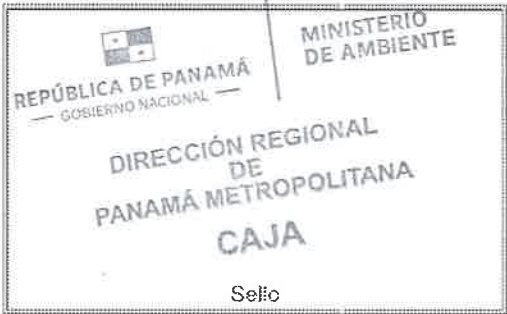 REPÚBLICA DE PANAMÁ
— GOBIERNO NACIONAL —
MINISTERIO
DE AMBIENTE
DIRECCIÓN REGIONAL
DE
PANAMÁ METROPOLITANA
CAJA
Sello